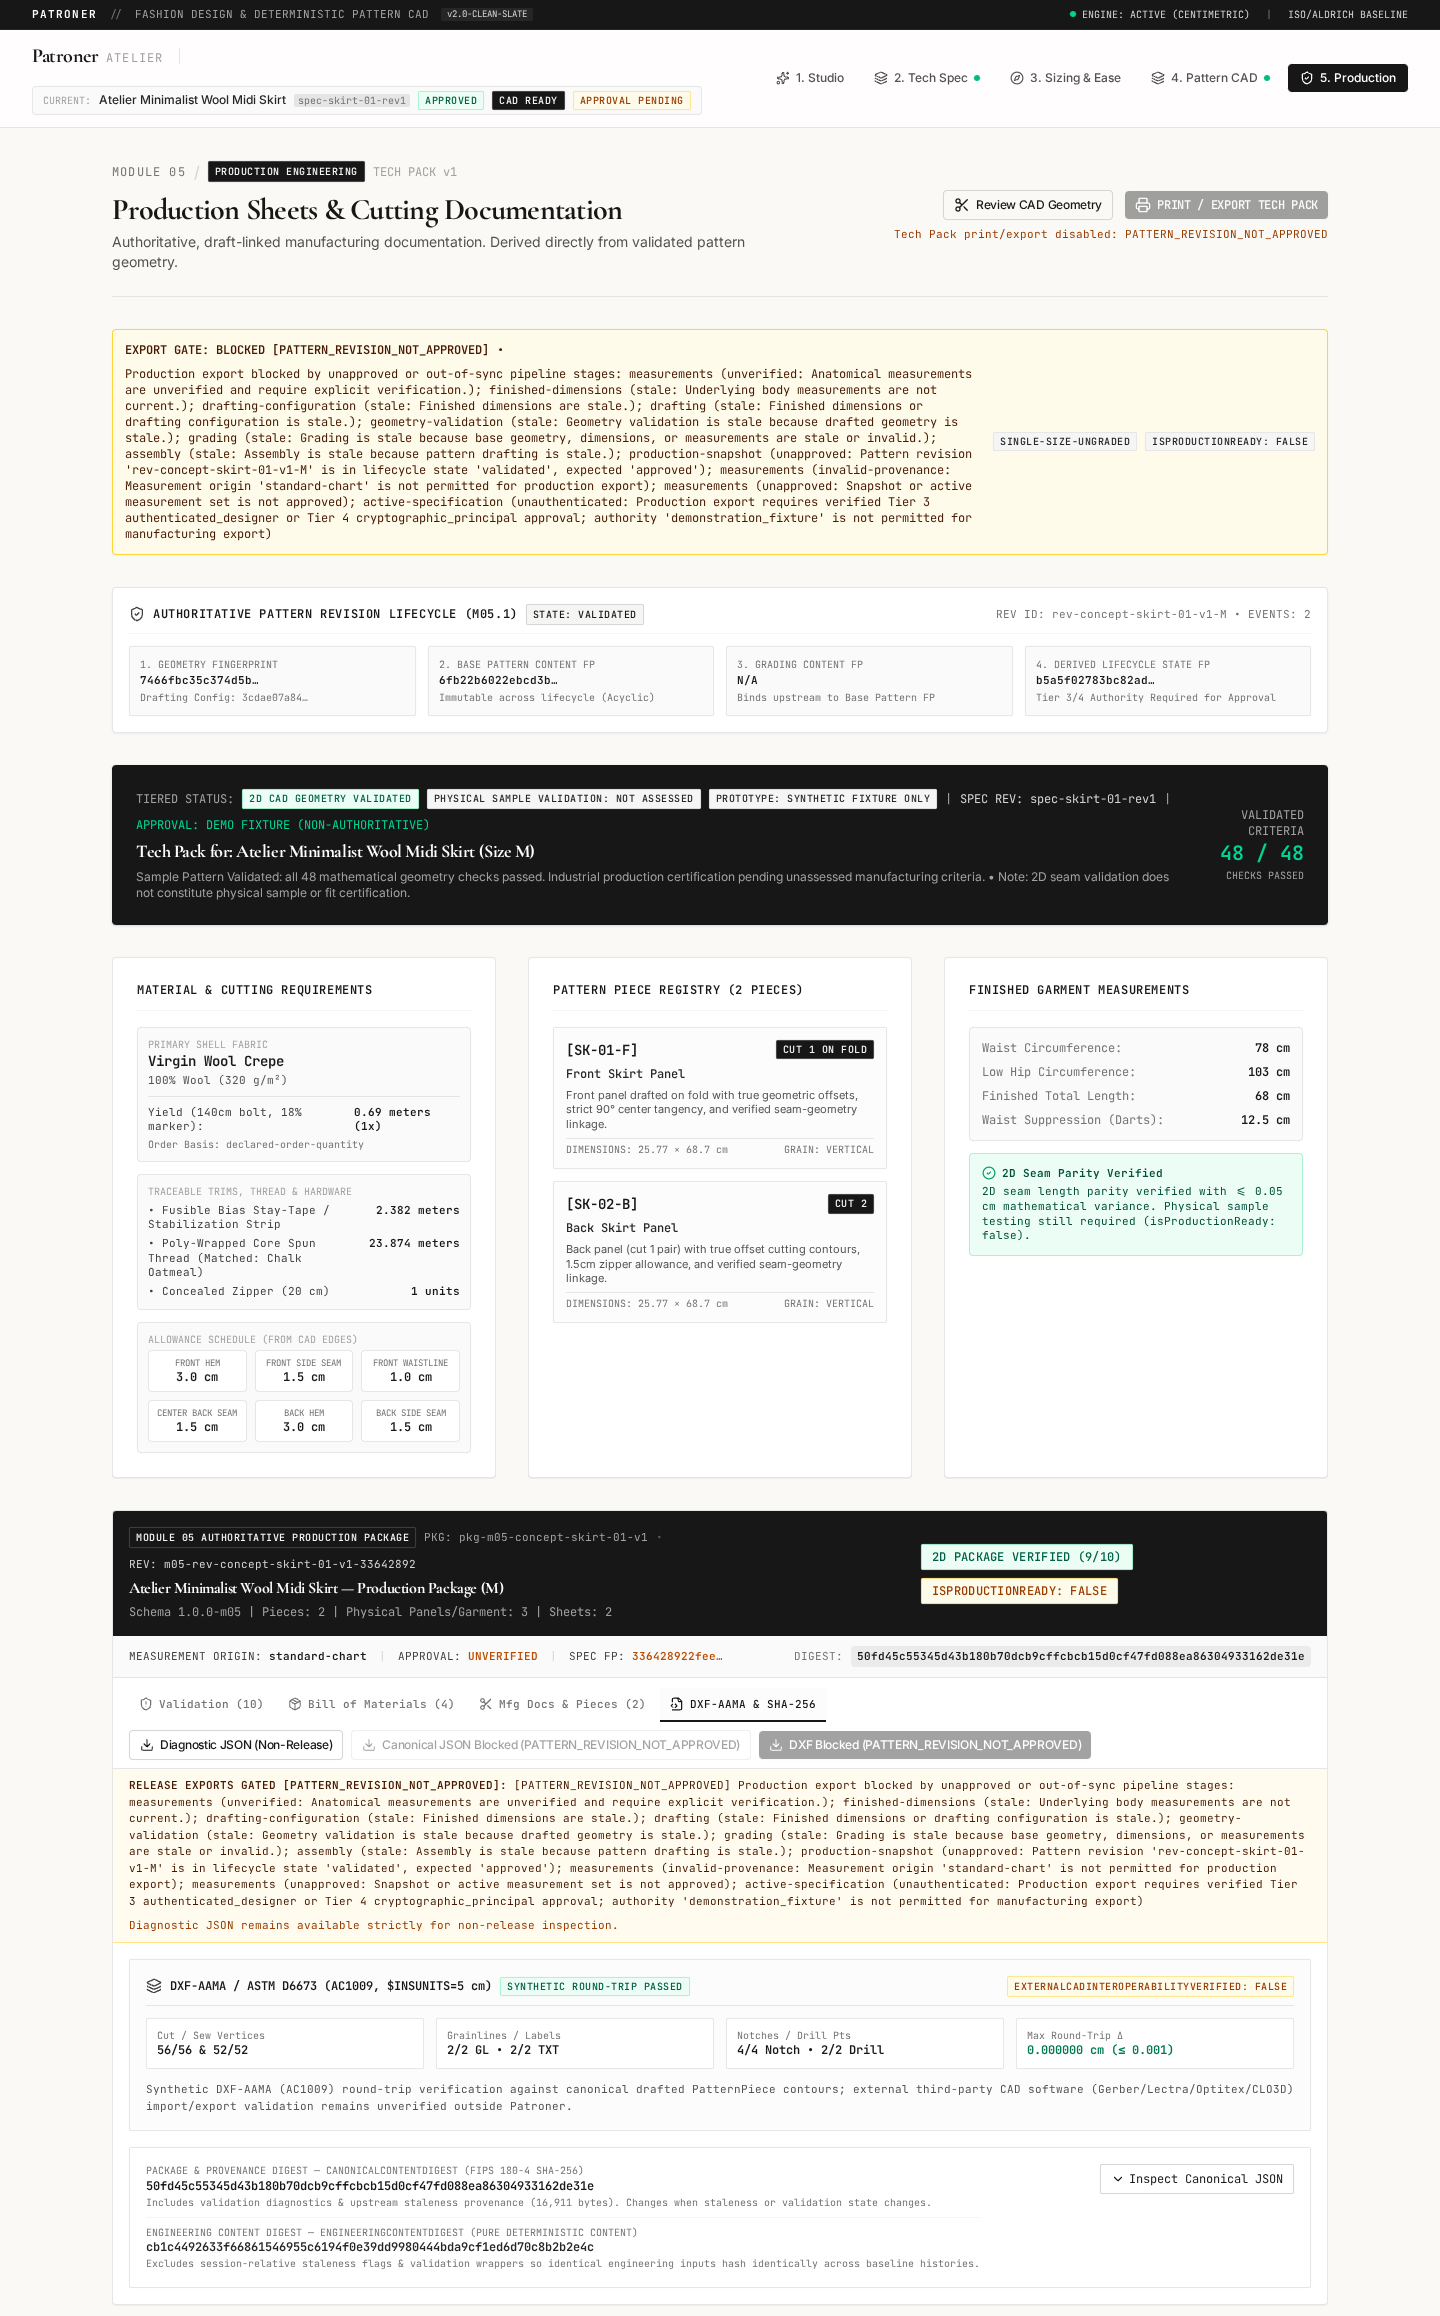 PATRONER // FASHION DESIGN & DETERMINISTIC PATTERN CAD v2.0-CLEAN-SLATE
ENGINE: ACTIVE (CENTIMETRIC) | ISO/ALDRICH BASELINE
Patroner ATELIER
CURRENT: Atelier Minimalist Wool Midi Skirt spec-skirt-01-rev1 APPROVED CAD READY APPROVAL PENDING
1. Studio 2. Tech Spec 3. Sizing & Ease 4. Pattern CAD 5. Production
MODULE 05 / PRODUCTION ENGINEERING TECH PACK v1
Production Sheets & Cutting Documentation
Authoritative, draft-linked manufacturing documentation. Derived directly from validated pattern
geometry.
Review CAD Geometry PRINT / EXPORT TECH PACK
Tech Pack print/export disabled: PATTERN_REVISION_NOT_APPROVED
EXPORT GATE: BLOCKED [PATTERN_REVISION_NOT_APPROVED] •
Production export blocked by unapproved or out-of-sync pipeline stages: measurements (unverified: Anatomical measurements
are unverified and require explicit verification.); finished-dimensions (stale: Underlying body measurements are not
current.); drafting-configuration (stale: Finished dimensions are stale.); drafting (stale: Finished dimensions or
drafting configuration is stale.); geometry-validation (stale: Geometry validation is stale because drafted geometry is
stale.); grading (stale: Grading is stale because base geometry, dimensions, or measurements are stale or invalid.);
assembly (stale: Assembly is stale because pattern drafting is stale.); production-snapshot (unapproved: Pattern revision
'rev-concept-skirt-01-v1-M' is in lifecycle state 'validated', expected 'approved'); measurements (invalid-provenance:
Measurement origin 'standard-chart' is not permitted for production export); measurements (unapproved: Snapshot or active
measurement set is not approved); active-specification (unauthenticated: Production export requires verified Tier 3
authenticated_designer or Tier 4 cryptographic_principal approval; authority 'demonstration_fixture' is not permitted for
manufacturing export)
SINGLE-SIZE-UNGRADED ISPRODUCTIONREADY: FALSE
AUTHORITATIVE PATTERN REVISION LIFECYCLE (M05.1) STATE: VALIDATED
REV ID: rev-concept-skirt-01-v1-M • EVENTS: 2
1. GEOMETRY FINGERPRINT
7466fbc35c374d5b…
Drafting Config: 3cdae07a84…
2. BASE PATTERN CONTENT FP
6fb22b6022ebcd3b…
Immutable across lifecycle (Acyclic)
3. GRADING CONTENT FP
N/A
Binds upstream to Base Pattern FP
4. DERIVED LIFECYCLE STATE FP
b5a5f02783bc82ad…
Tier 3/4 Authority Required for Approval
TIERED STATUS: 2D CAD GEOMETRY VALIDATED PHYSICAL SAMPLE VALIDATION: NOT ASSESSED PROTOTYPE: SYNTHETIC FIXTURE ONLY | SPEC REV: spec-skirt-01-rev1 |
APPROVAL: DEMO FIXTURE (NON-AUTHORITATIVE)
Tech Pack for: Atelier Minimalist Wool Midi Skirt (Size M)
Sample Pattern Validated: all 48 mathematical geometry checks passed. Industrial production certification pending unassessed manufacturing criteria. • Note: 2D seam validation does
not constitute physical sample or fit certification.
VALIDATED
CRITERIA
48 / 48
CHECKS PASSED
MATERIAL & CUTTING REQUIREMENTS
PRIMARY SHELL FABRIC
Virgin Wool Crepe
100% Wool (320 g/m²)
Yield (140cm bolt, 18% 0.69 meters
marker): (1x)
Order Basis: declared-order-quantity
TRACEABLE TRIMS, THREAD & HARDWARE
• Fusible Bias Stay-Tape / 2.382 meters
Stabilization Strip
• Poly-Wrapped Core Spun 23.874 meters
Thread (Matched: Chalk
Oatmeal)
• Concealed Zipper (20 cm) 1 units
ALLOWANCE SCHEDULE (FROM CAD EDGES)
FRONT HEM FRONT SIDE SEAM FRONT WAISTLINE
3.0 cm 1.5 cm 1.0 cm
CENTER BACK SEAM BACK HEM BACK SIDE SEAM
1.5 cm 3.0 cm 1.5 cm
PATTERN PIECE REGISTRY (2 PIECES)
[SK-01-F] CUT 1 ON FOLD
Front Skirt Panel
Front panel drafted on fold with true geometric offsets,
strict 90° center tangency, and verified seam-geometry
linkage.
DIMENSIONS: 25.77 × 68.7 cm GRAIN: VERTICAL
[SK-02-B] CUT 2
Back Skirt Panel
Back panel (cut 1 pair) with true offset cutting contours,
1.5cm zipper allowance, and verified seam-geometry
linkage.
DIMENSIONS: 25.77 × 68.7 cm GRAIN: VERTICAL
FINISHED GARMENT MEASUREMENTS
Waist Circumference: 78 cm
Low Hip Circumference: 103 cm
Finished Total Length: 68 cm
Waist Suppression (Darts): 12.5 cm
2D Seam Parity Verified
2D seam length parity verified with ≤ 0.05
cm mathematical variance. Physical sample
testing still required (isProductionReady:
false).
MODULE 05 AUTHORITATIVE PRODUCTION PACKAGE PKG: pkg-m05-concept-skirt-01-v1 •
REV: m05-rev-concept-skirt-01-v1-33642892
Atelier Minimalist Wool Midi Skirt — Production Package (M)
Schema 1.0.0-m05 | Pieces: 2 | Physical Panels/Garment: 3 | Sheets: 2
2D PACKAGE VERIFIED (9/10)
ISPRODUCTIONREADY: FALSE
MEASUREMENT ORIGIN: standard-chart | APPROVAL: UNVERIFIED | SPEC FP: 336428922fee…
DIGEST: 50fd45c55345d43b180b70dcb9cffcbcb15d0cf47fd088ea86304933162de31e
Validation (10) Bill of Materials (4) Mfg Docs & Pieces (2) DXF-AAMA & SHA-256
Diagnostic JSON (Non-Release) Canonical JSON Blocked (PATTERN_REVISION_NOT_APPROVED) DXF Blocked (PATTERN_REVISION_NOT_APPROVED)
RELEASE EXPORTS GATED [PATTERN_REVISION_NOT_APPROVED]: [PATTERN_REVISION_NOT_APPROVED] Production export blocked by unapproved or out-of-sync pipeline stages:
measurements (unverified: Anatomical measurements are unverified and require explicit verification.); finished-dimensions (stale: Underlying body measurements are not
current.); drafting-configuration (stale: Finished dimensions are stale.); drafting (stale: Finished dimensions or drafting configuration is stale.); geometry-
validation (stale: Geometry validation is stale because drafted geometry is stale.); grading (stale: Grading is stale because base geometry, dimensions, or measurements
are stale or invalid.); assembly (stale: Assembly is stale because pattern drafting is stale.); production-snapshot (unapproved: Pattern revision 'rev-concept-skirt-01-
v1-M' is in lifecycle state 'validated', expected 'approved'); measurements (invalid-provenance: Measurement origin 'standard-chart' is not permitted for production
export); measurements (unapproved: Snapshot or active measurement set is not approved); active-specification (unauthenticated: Production export requires verified Tier
3 authenticated_designer or Tier 4 cryptographic_principal approval; authority 'demonstration_fixture' is not permitted for manufacturing export)
Diagnostic JSON remains available strictly for non-release inspection.
DXF-AAMA / ASTM D6673 (AC1009, $INSUNITS=5 cm) SYNTHETIC ROUND-TRIP PASSED
EXTERNALCADINTEROPERABILITYVERIFIED: FALSE
Cut / Sew Vertices
56/56 & 52/52
Grainlines / Labels
2/2 GL • 2/2 TXT
Notches / Drill Pts
4/4 Notch • 2/2 Drill
Max Round-Trip Δ
0.000000 cm (≤ 0.001)
Synthetic DXF-AAMA (AC1009) round-trip verification against canonical drafted PatternPiece contours; external third-party CAD software (Gerber/Lectra/Optitex/CLO3D)
import/export validation remains unverified outside Patroner.
PACKAGE & PROVENANCE DIGEST — CANONICALCONTENTDIGEST (FIPS 180-4 SHA-256)
50fd45c55345d43b180b70dcb9cffcbcb15d0cf47fd088ea86304933162de31e
Includes validation diagnostics & upstream staleness provenance (16,911 bytes). Changes when staleness or validation state changes.
Inspect Canonical JSON
ENGINEERING CONTENT DIGEST — ENGINEERINGCONTENTDIGEST (PURE DETERMINISTIC CONTENT)
cb1c4492633f66861546955c6194f0e39dd9980444bda9cf1ed6d70c8b2b2e4c
Excludes session-relative staleness flags & validation wrappers so identical engineering inputs hash identically across baseline histories.